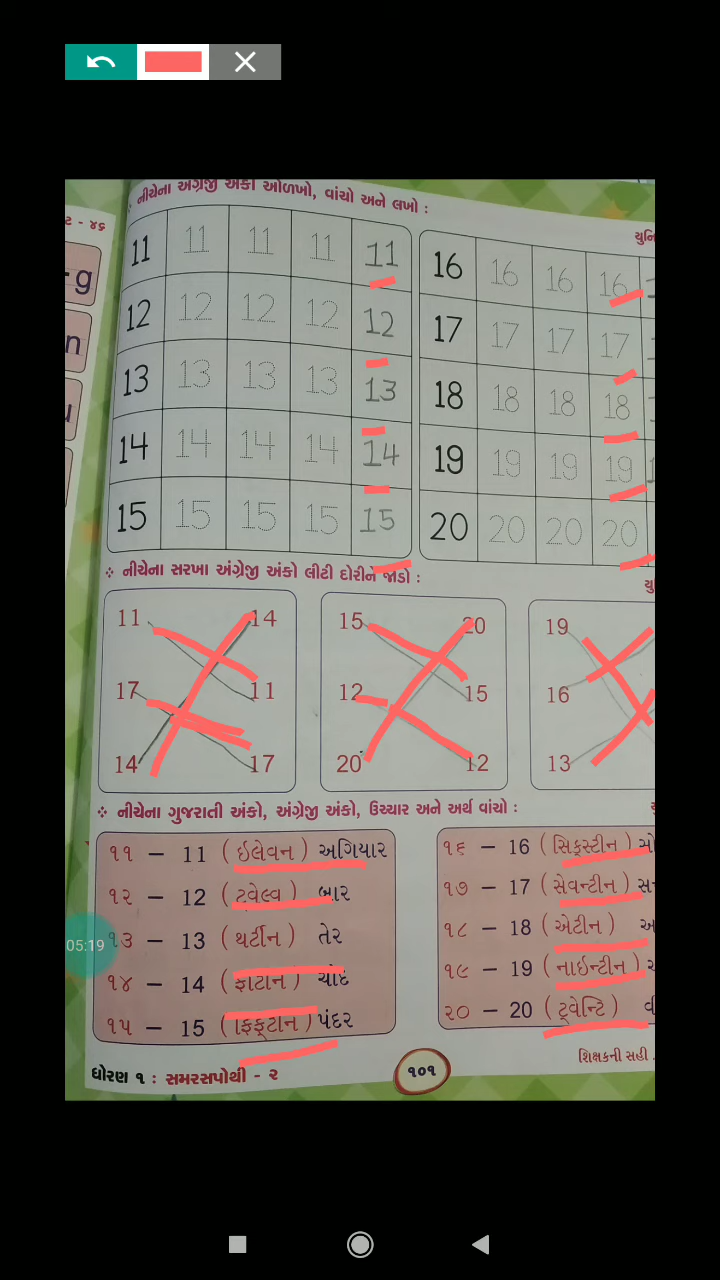 ટ - ૪૬
g
n
નીચેના અંગ્રેજી અંકો ઓળખો, વાંચો અને લખો :
11 11 11 11 11
12 12 12 12 12
13 13 13 13 13
14 14 14 14 14
15 15 15 15 15
16 16 16 16
17 17 17 17
18 18 18 18
19 19 19 19
20 20 20 20
❖ નીચેના સરખા અંગ્રેજી અંકો લીટી દોરીને જોડો :
11 14
17 11
14 17
15 20
12 15
20 12
19
16
13
❖ નીચેના ગુજરાતી અંકો, અંગ્રેજી અંકો, ઉચ્ચાર અને અર્થ વાંચો :
૧૧ – 11 (ઇલેવન) અગિયાર
૧૨ – 12 (ટ્વેલ્વ) બાર
૧૩ – 13 (થર્ટીન) તેર
૧૪ – 14 (ફોર્ટીન) ચૌદ
૧૫ – 15 (ફિફ્ટીન) પંદર
૧૬ – 16 (સિક્સ્ટીન)
૧૭ – 17 (સેવન્ટીન)
૧૮ – 18 (એટીન)
૧૯ – 19 (નાઇન્ટીન)
૨૦ – 20 (ટ્વેન્ટિ)
05:19
શિક્ષકની સહી
ધોરણ ૧ : સમરસપોથી - ૨
૧૦૧